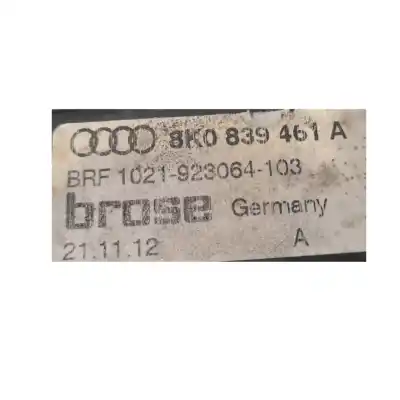 8K0 839 461 A
BRF 1021-923064-103
brose Germany
21.11.12 A